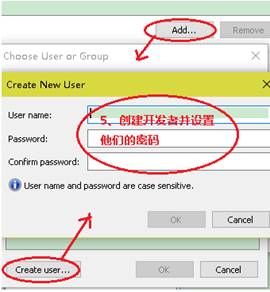 Add...
Remove
Choose User or Group
Create New User
User name:
Password:
Confirm password:
5、创建开发者并设置
他们的密码
User name and password are case sensitive.
OK
Cancel
Create user...
OK
Cancel